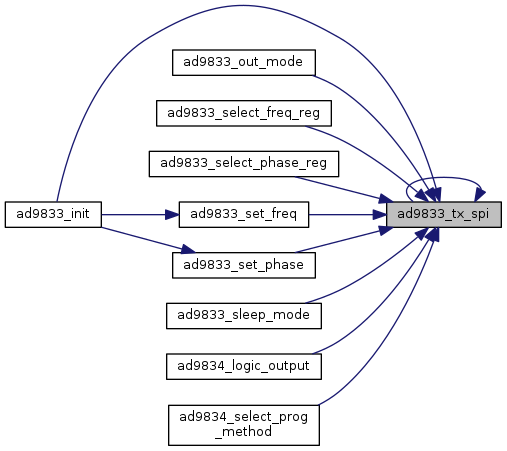 ad9833_out_mode
ad9833_select_freq_reg
ad9833_select_phase_reg
ad9833_init
ad9833_set_freq
ad9833_tx_spi
ad9833_set_phase
ad9833_sleep_mode
ad9834_logic_output
ad9834_select_prog
_method